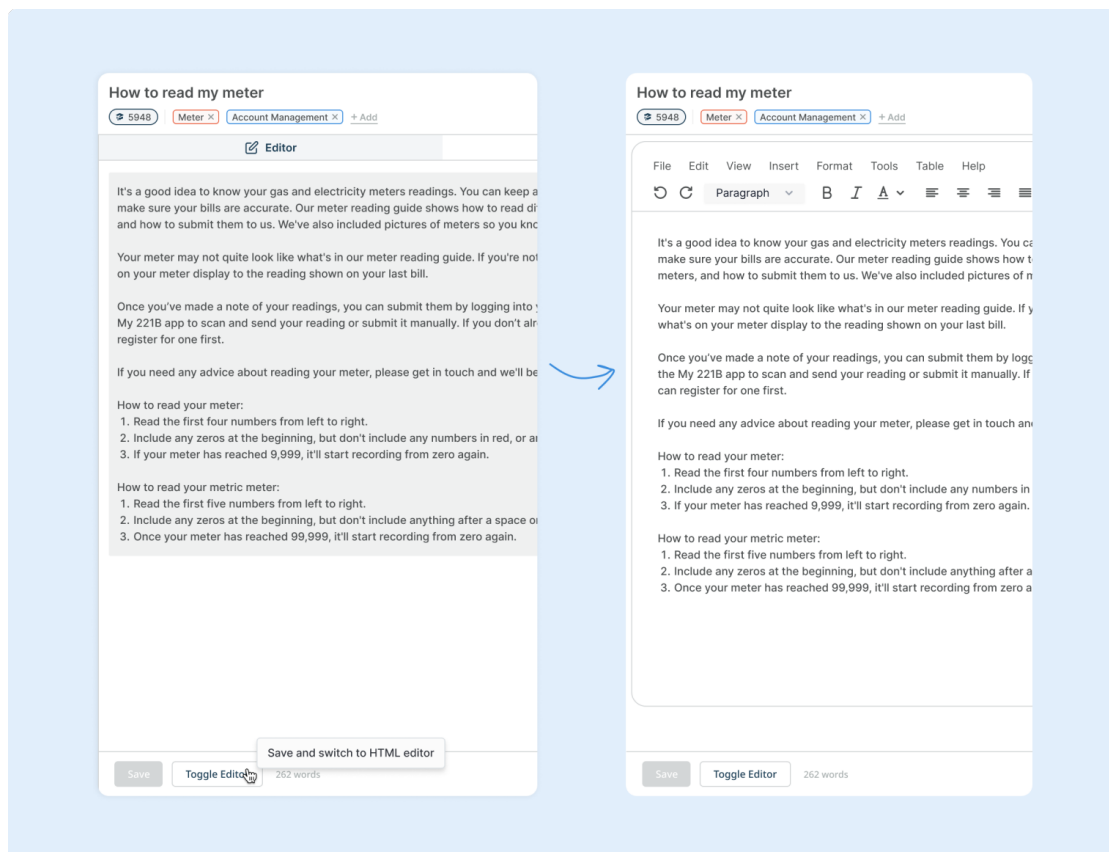 How to read my meter
5948 Meter × Account Management × + Add
Editor
It's a good idea to know your gas and electricity meters readings. You can keep a
make sure your bills are accurate. Our meter reading guide shows how to read di
and how to submit them to us. We've also included pictures of meters so you kno
Your meter may not quite look like what's in our meter reading guide. If you're not
on your meter display to the reading shown on your last bill.
Once you've made a note of your readings, you can submit them by logging into
My 221B app to scan and send your reading or submit it manually. If you don't alr
register for one first.
If you need any advice about reading your meter, please get in touch and we'll be
How to read your meter:
1. Read the first four numbers from left to right.
2. Include any zeros at the beginning, but don't include any numbers in red, or an
3. If your meter has reached 9,999, it'll start recording from zero again.
How to read your metric meter:
1. Read the first five numbers from left to right.
2. Include any zeros at the beginning, but don't include anything after a space or
3. Once your meter has reached 99,999, it'll start recording from zero again.
Save and switch to HTML editor
Save Toggle Editor 262 words
How to read my meter
5948 Meter × Account Management × + Add
File Edit View Insert Format Tools Table Help
Paragraph B I A
It's a good idea to know your gas and electricity meters readings. You ca
make sure your bills are accurate. Our meter reading guide shows how t
meters, and how to submit them to us. We've also included pictures of m
Your meter may not quite look like what's in our meter reading guide. If y
what's on your meter display to the reading shown on your last bill.
Once you've made a note of your readings, you can submit them by logg
the My 221B app to scan and send your reading or submit it manually. If
can register for one first.
If you need any advice about reading your meter, please get in touch and
How to read your meter:
1. Read the first four numbers from left to right.
2. Include any zeros at the beginning, but don't include any numbers in
3. If your meter has reached 9,999, it'll start recording from zero again.
How to read your metric meter:
1. Read the first five numbers from left to right.
2. Include any zeros at the beginning, but don't include anything after a
3. Once your meter has reached 99,999, it'll start recording from zero a
Save Toggle Editor 262 words